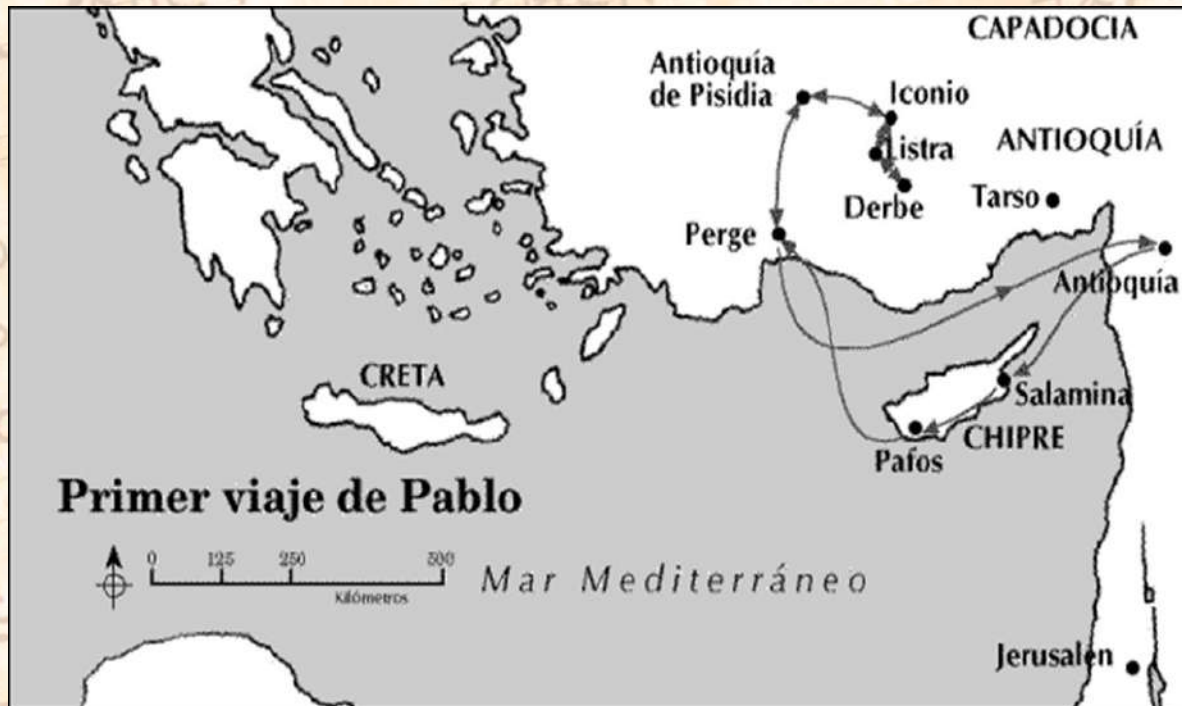 CAPADOCIA
Antioquía
de Pisidia
Iconio
ANTIOQUÍA
Listra
Tarso
Derbe
Perge
Antioquía
CRETA
Salamina
CHIPRE
Pafos
Primer viaje de Pablo
0 125 250 500
Kilómetros
Mar Mediterráneo
Jerusalén